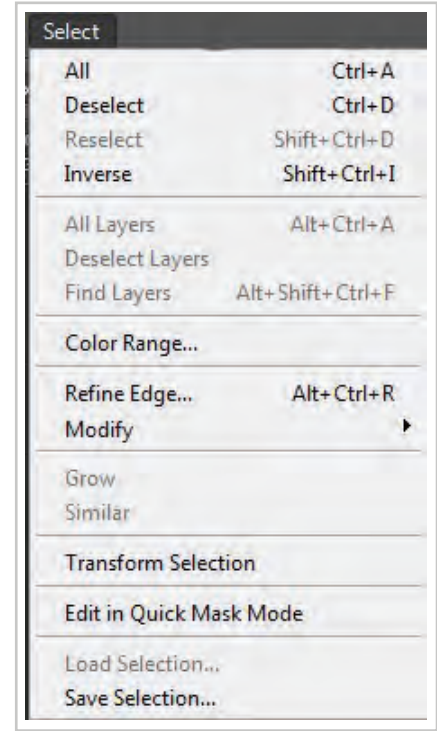 Select
All Ctrl+A
Deselect Ctrl+D
Reselect Shift+Ctrl+D
Inverse Shift+Ctrl+I
All Layers Alt+Ctrl+A
Deselect Layers
Find Layers Alt+Shift+Ctrl+F
Color Range...
Refine Edge... Alt+Ctrl+R
Modify
Grow
Similar
Transform Selection
Edit in Quick Mask Mode
Load Selection...
Save Selection...